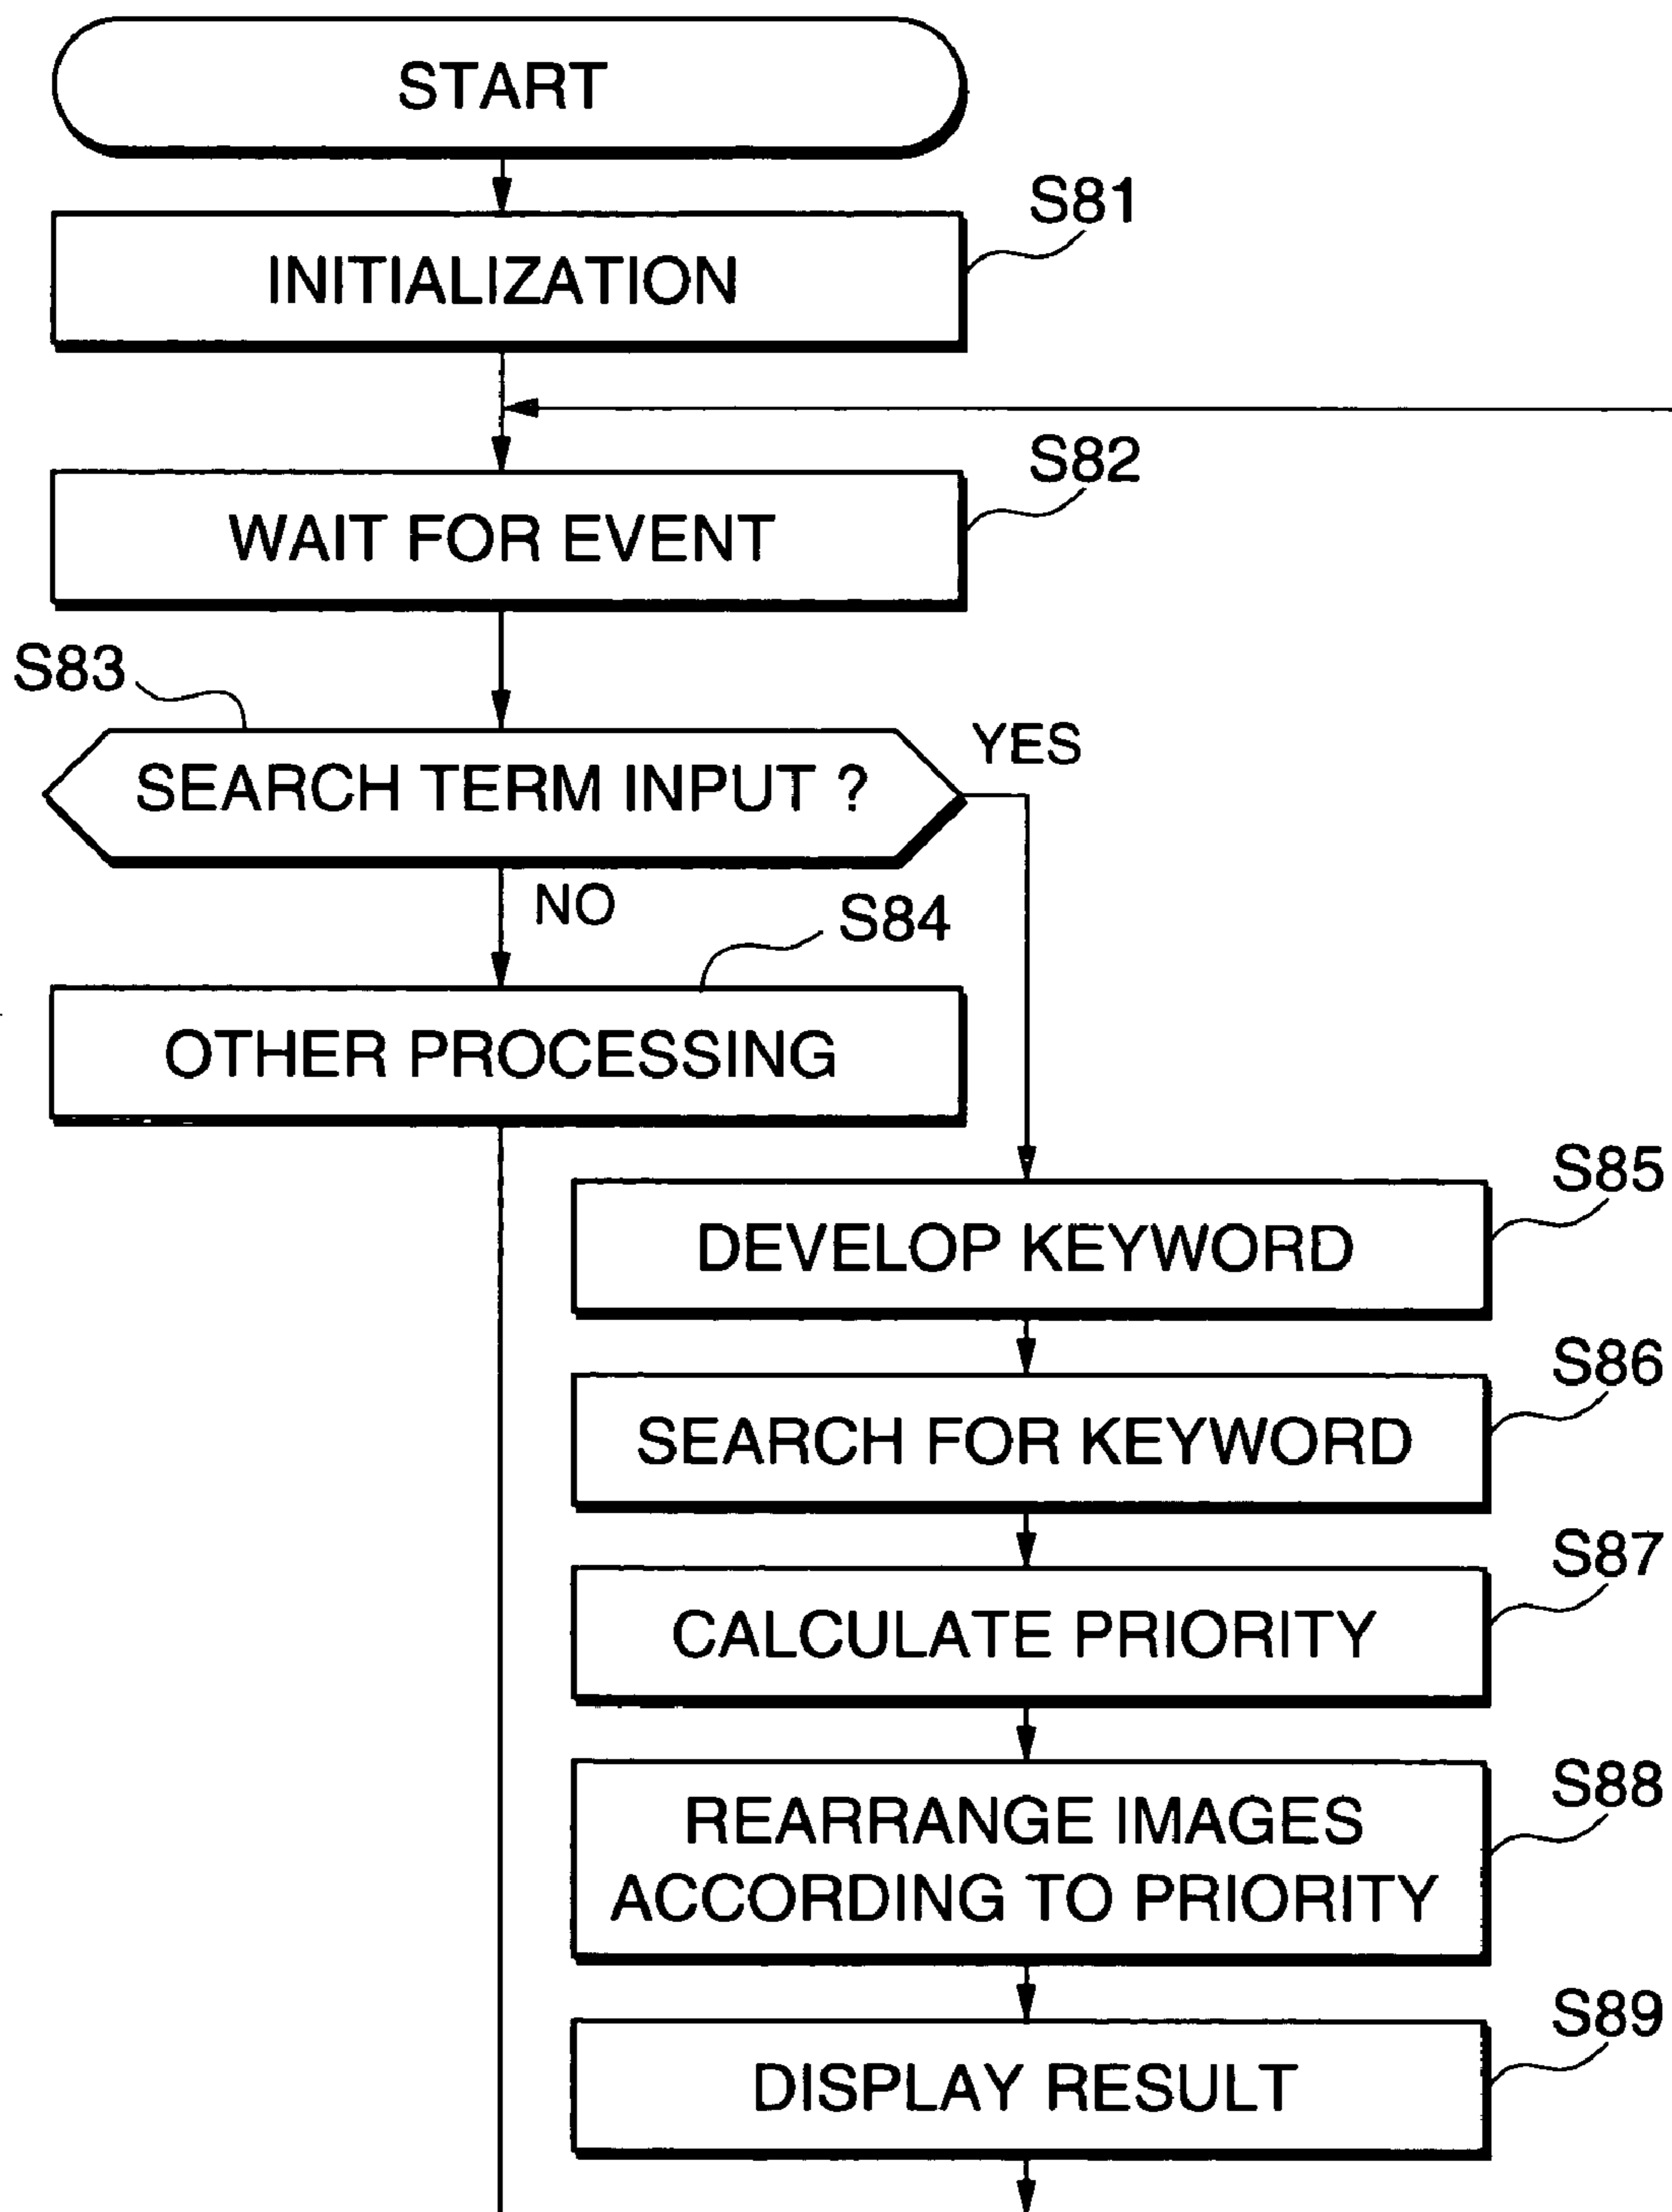 START
S81
INITIALIZATION
S82
WAIT FOR EVENT
S83
SEARCH TERM INPUT ?
YES
NO
S84
OTHER PROCESSING
S85
DEVELOP KEYWORD
S86
SEARCH FOR KEYWORD
S87
CALCULATE PRIORITY
S88
REARRANGE IMAGES
ACCORDING TO PRIORITY
S89
DISPLAY RESULT